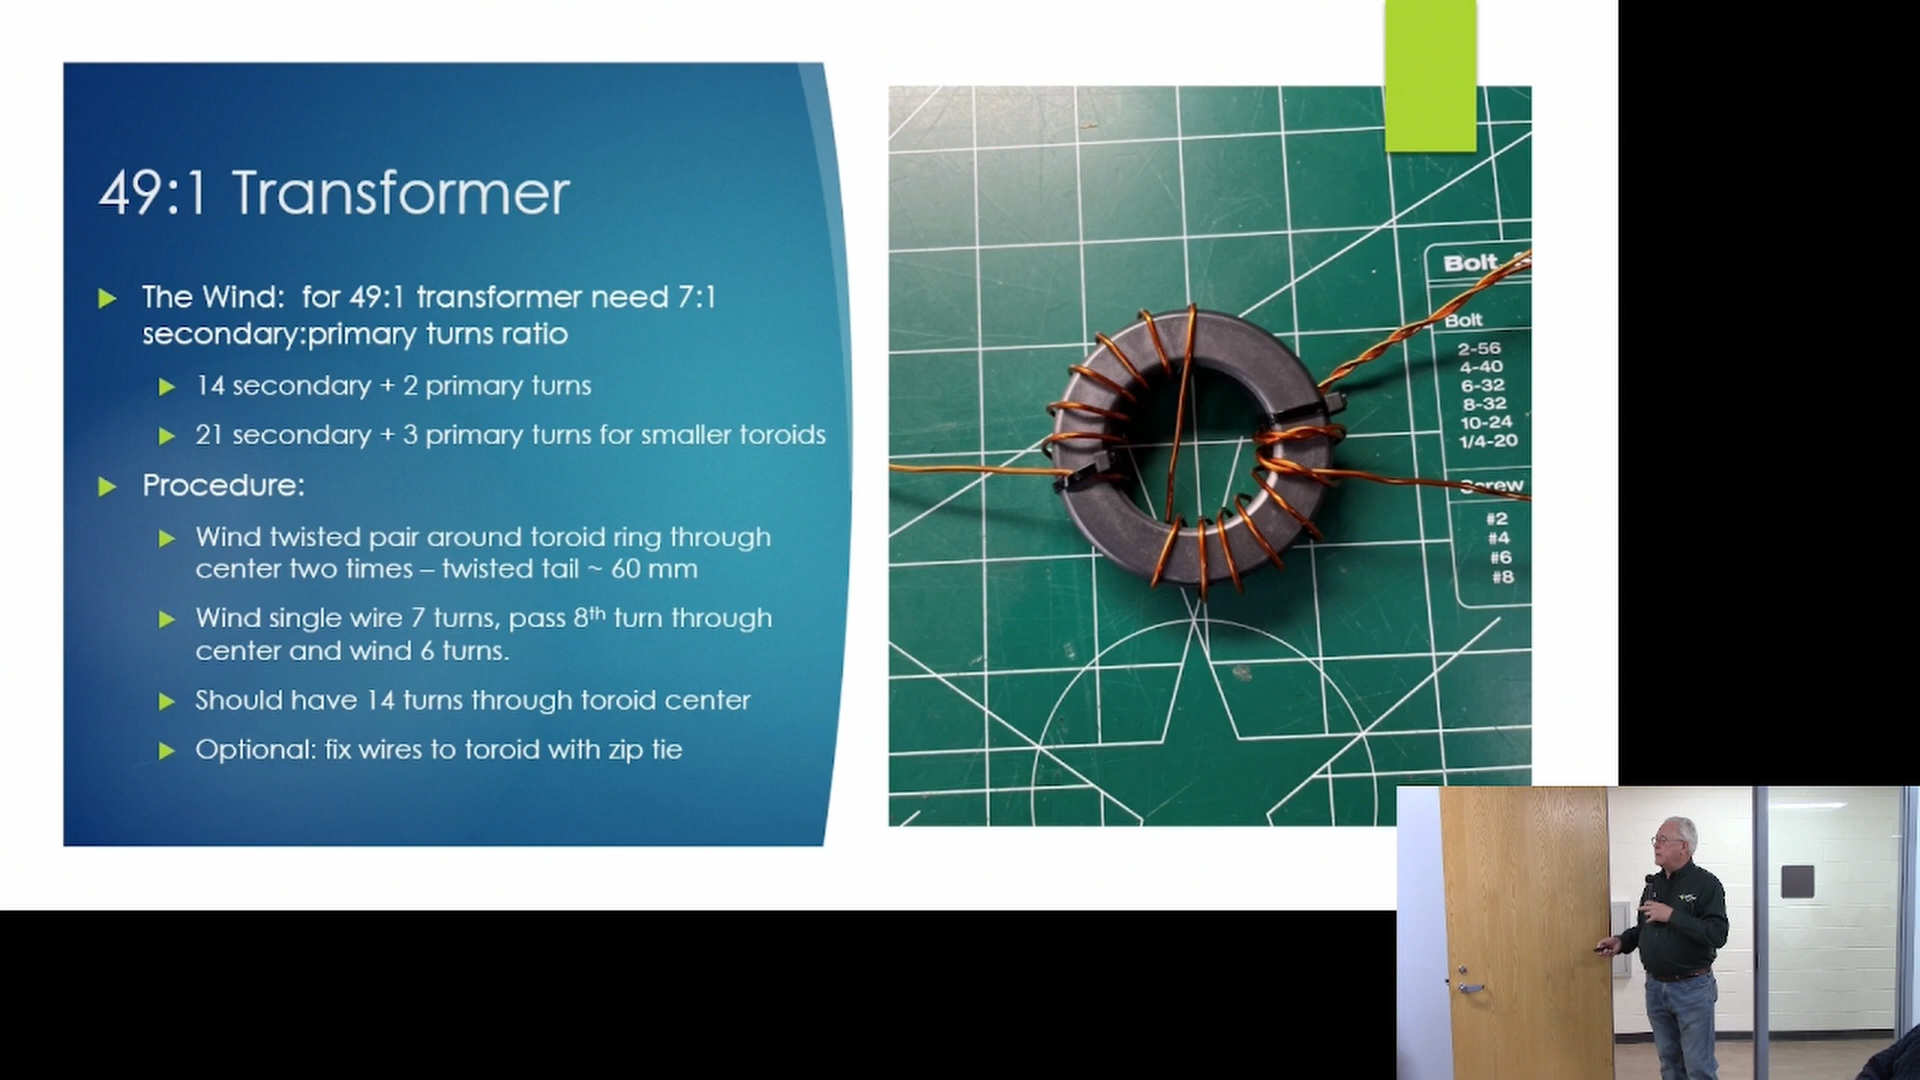 49:1 Transformer
The Wind: for 49:1 transformer need 7:1
secondary:primary turns ratio
14 secondary + 2 primary turns
21 secondary + 3 primary turns for smaller toroids
Procedure:
Wind twisted pair around toroid ring through
center two times – twisted tail ~ 60 mm
Wind single wire 7 turns, pass 8th turn through
center and wind 6 turns.
Should have 14 turns through toroid center
Optional: fix wires to toroid with zip tie
Bolt
Bolt
2-56
4-40
6-32
8-32
10-24
1/4-20
Screw
#2
#4
#6
#8